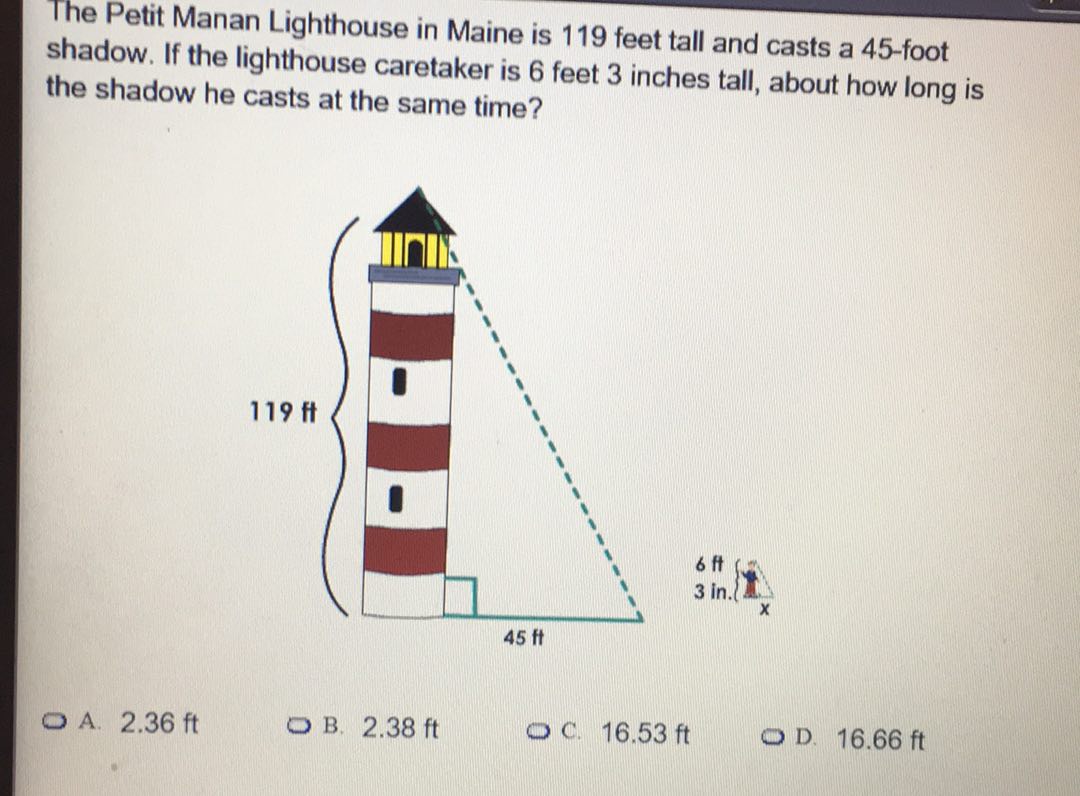 The Petit Manan Lighthouse in Maine is 119 feet tall and casts a 45-foot
shadow. If the lighthouse caretaker is 6 feet 3 inches tall, about how long is
the shadow he casts at the same time?
119 ft
6 ft
3 in.
x
45 ft
A. 2.36 ft B. 2.38 ft C. 16.53 ft D. 16.66 ft